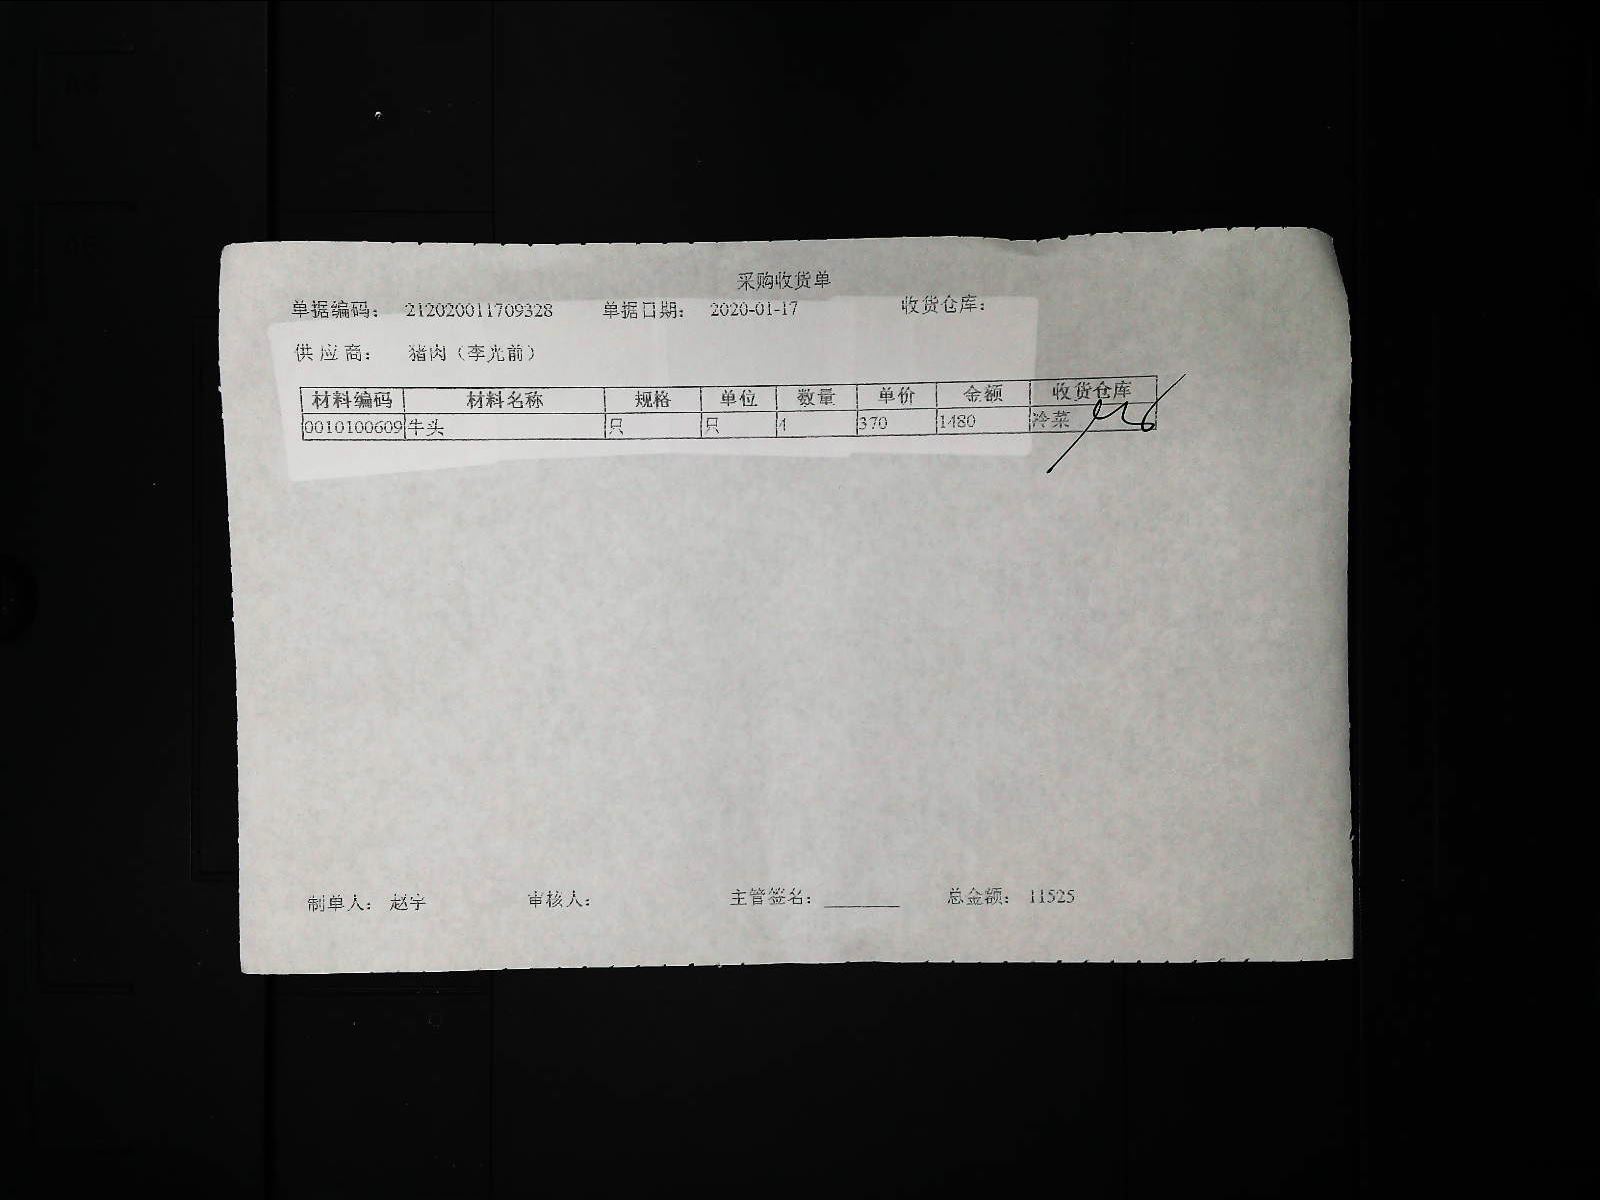 采购收货单
单据编码： 212020011709328 单据日期： 2020-01-17 收货仓库：
供 应 商： 猪肉（李光前）
材料编码 材料名称 规格 单位 数量 单价 金额 收货仓库
0010100609 牛头 只 只 4 370 1480 冷菜
制单人： 赵宇 审核人： 主管签名： ________ 总金额： 11525